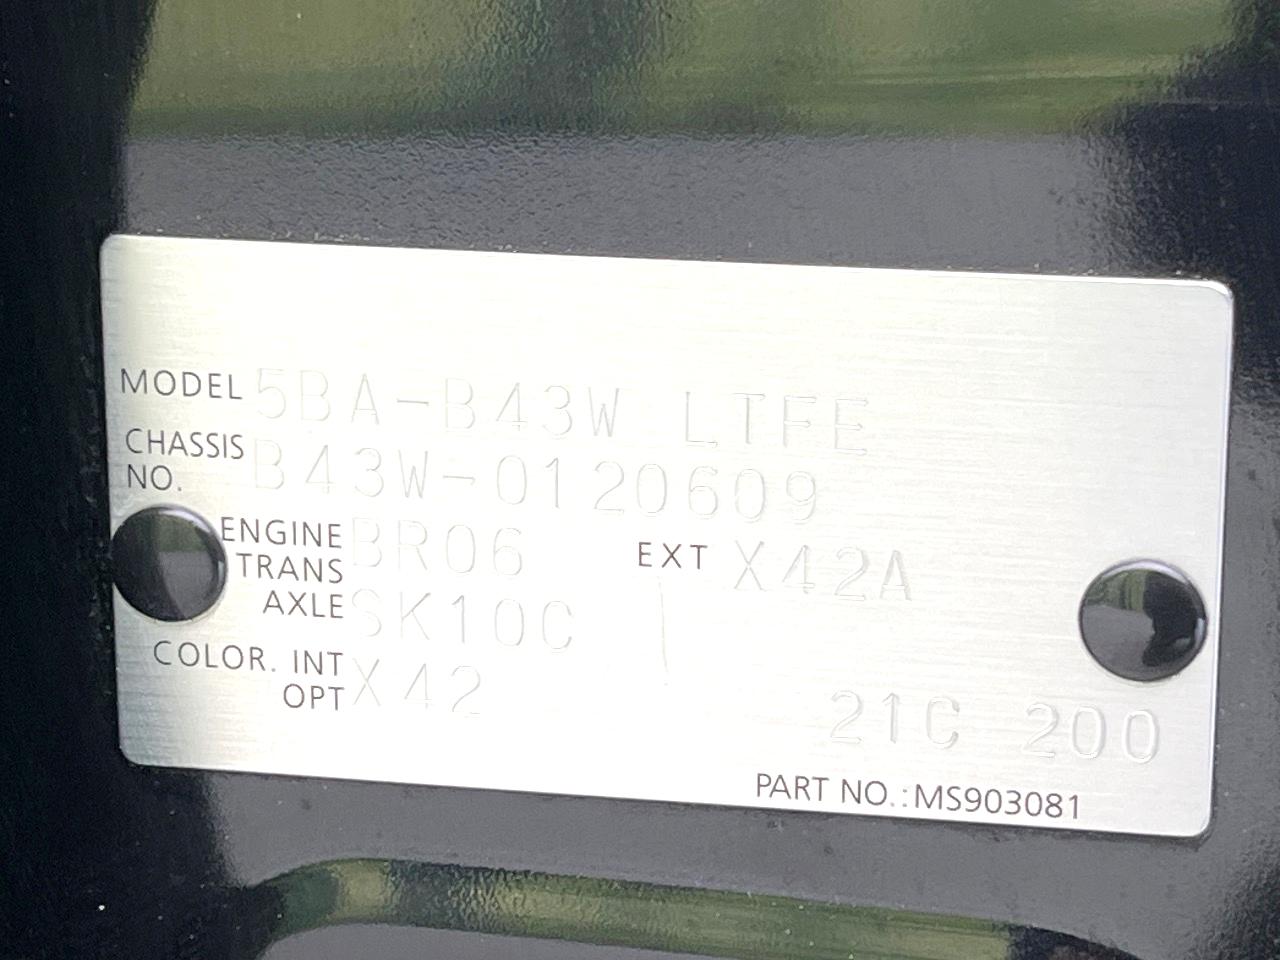 MODEL 5BA-B43W LTFE
CHASSIS NO. B43W-0120609
ENGINE BR06 EXT X42A
TRANS
AXLE SK10C
COLOR. INT X42
OPT
21C 200
PART NO.:MS903081